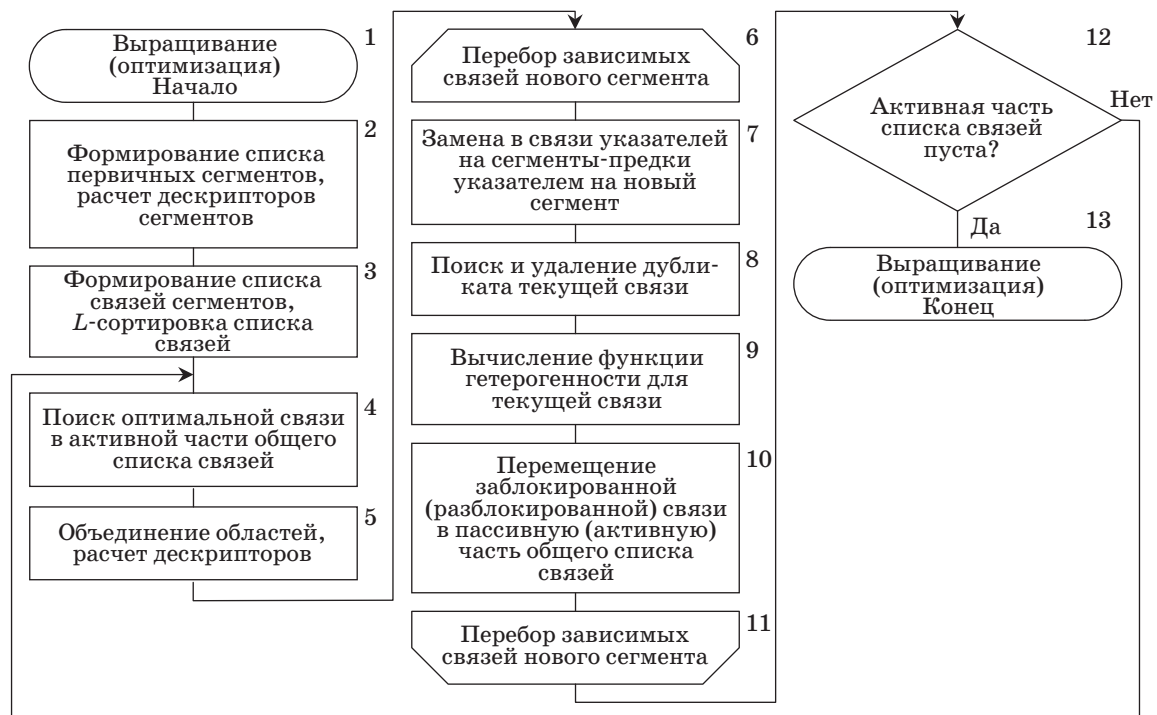 1
Выращивание
(оптимизация)
Начало
2
Формирование списка
первичных сегментов,
расчет дескрипторов
сегментов
3
Формирование списка
связей сегментов,
L-сортировка списка
связей
4
Поиск оптимальной связи
в активной части общего
списка связей
5
Объединение областей,
расчет дескрипторов
6
Перебор зависимых
связей нового сегмента
7
Замена в связи указателей
на сегменты-предки
указателем на новый
сегмент
8
Поиск и удаление дубли-
ката текущей связи
9
Вычисление функции
гетерогенности для
текущей связи
10
Перемещение
заблокированной
(разблокированной) связи
в пассивную (активную)
часть общего списка
связей
11
Перебор зависимых
связей нового сегмента
12
Активная часть
списка связей
пуста?
Нет
Да
13
Выращивание
(оптимизация)
Конец